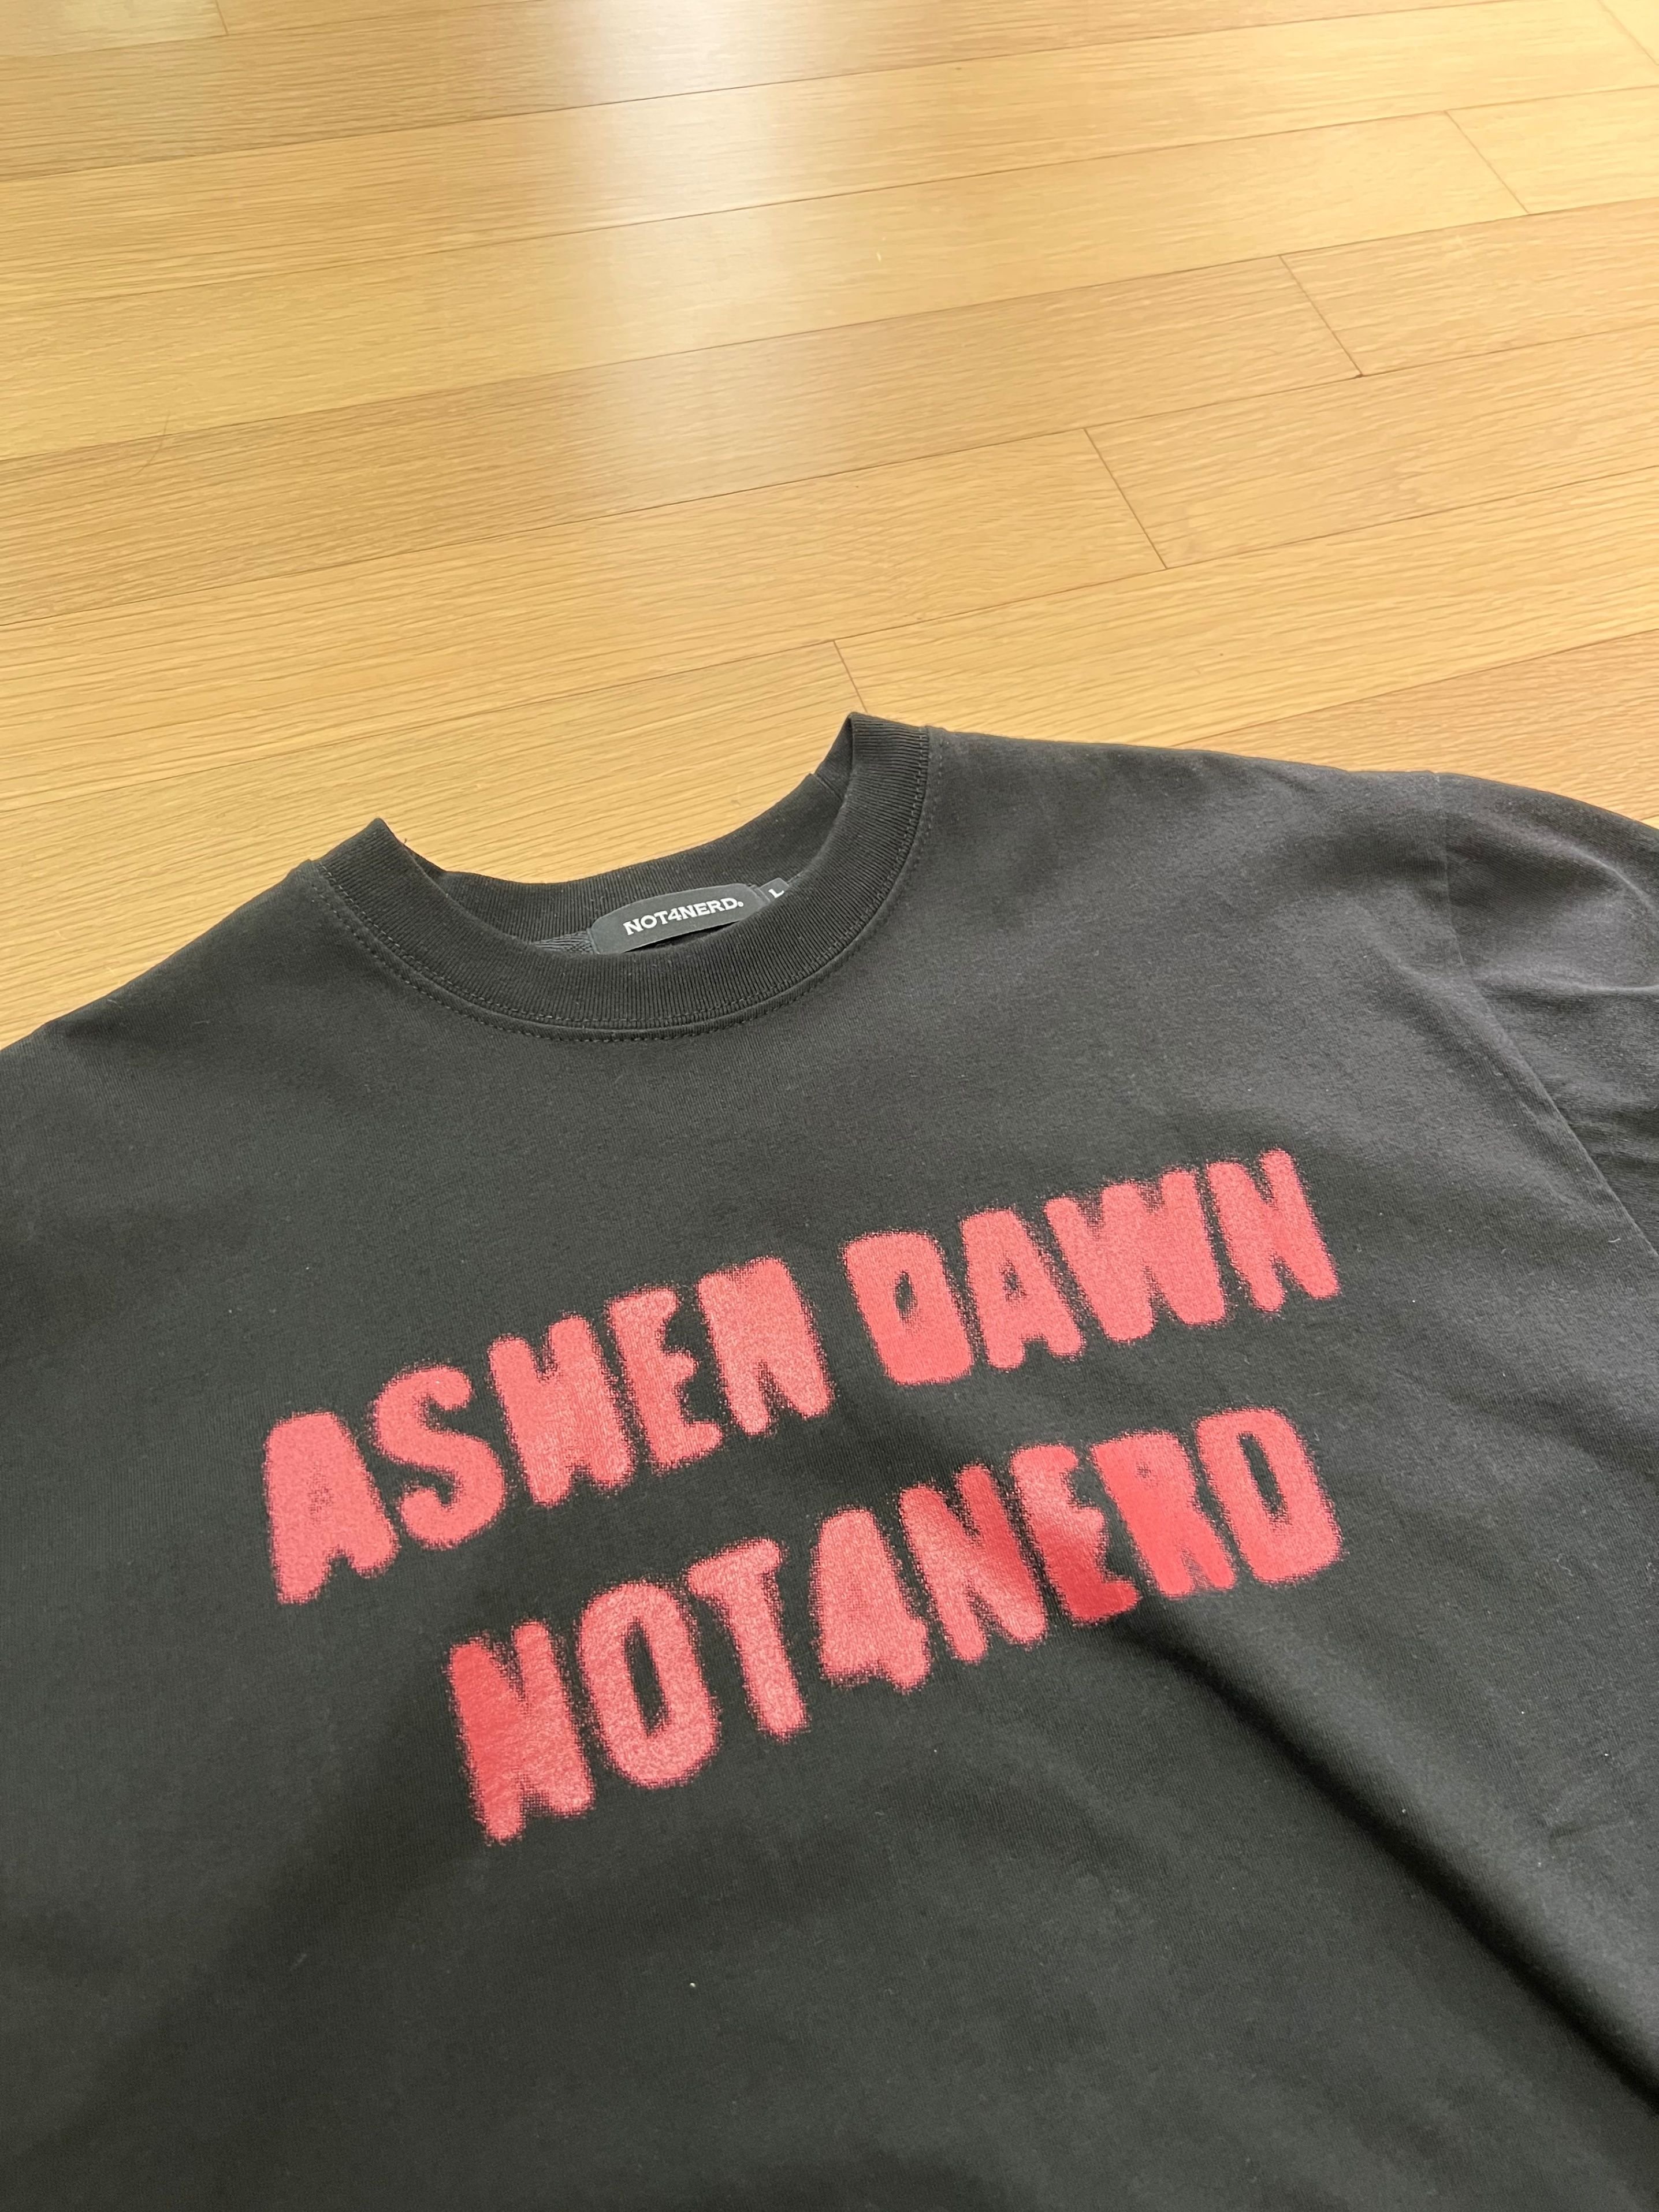 NOT4NERD.
L
ASHEN DAWN
NOT4NERD